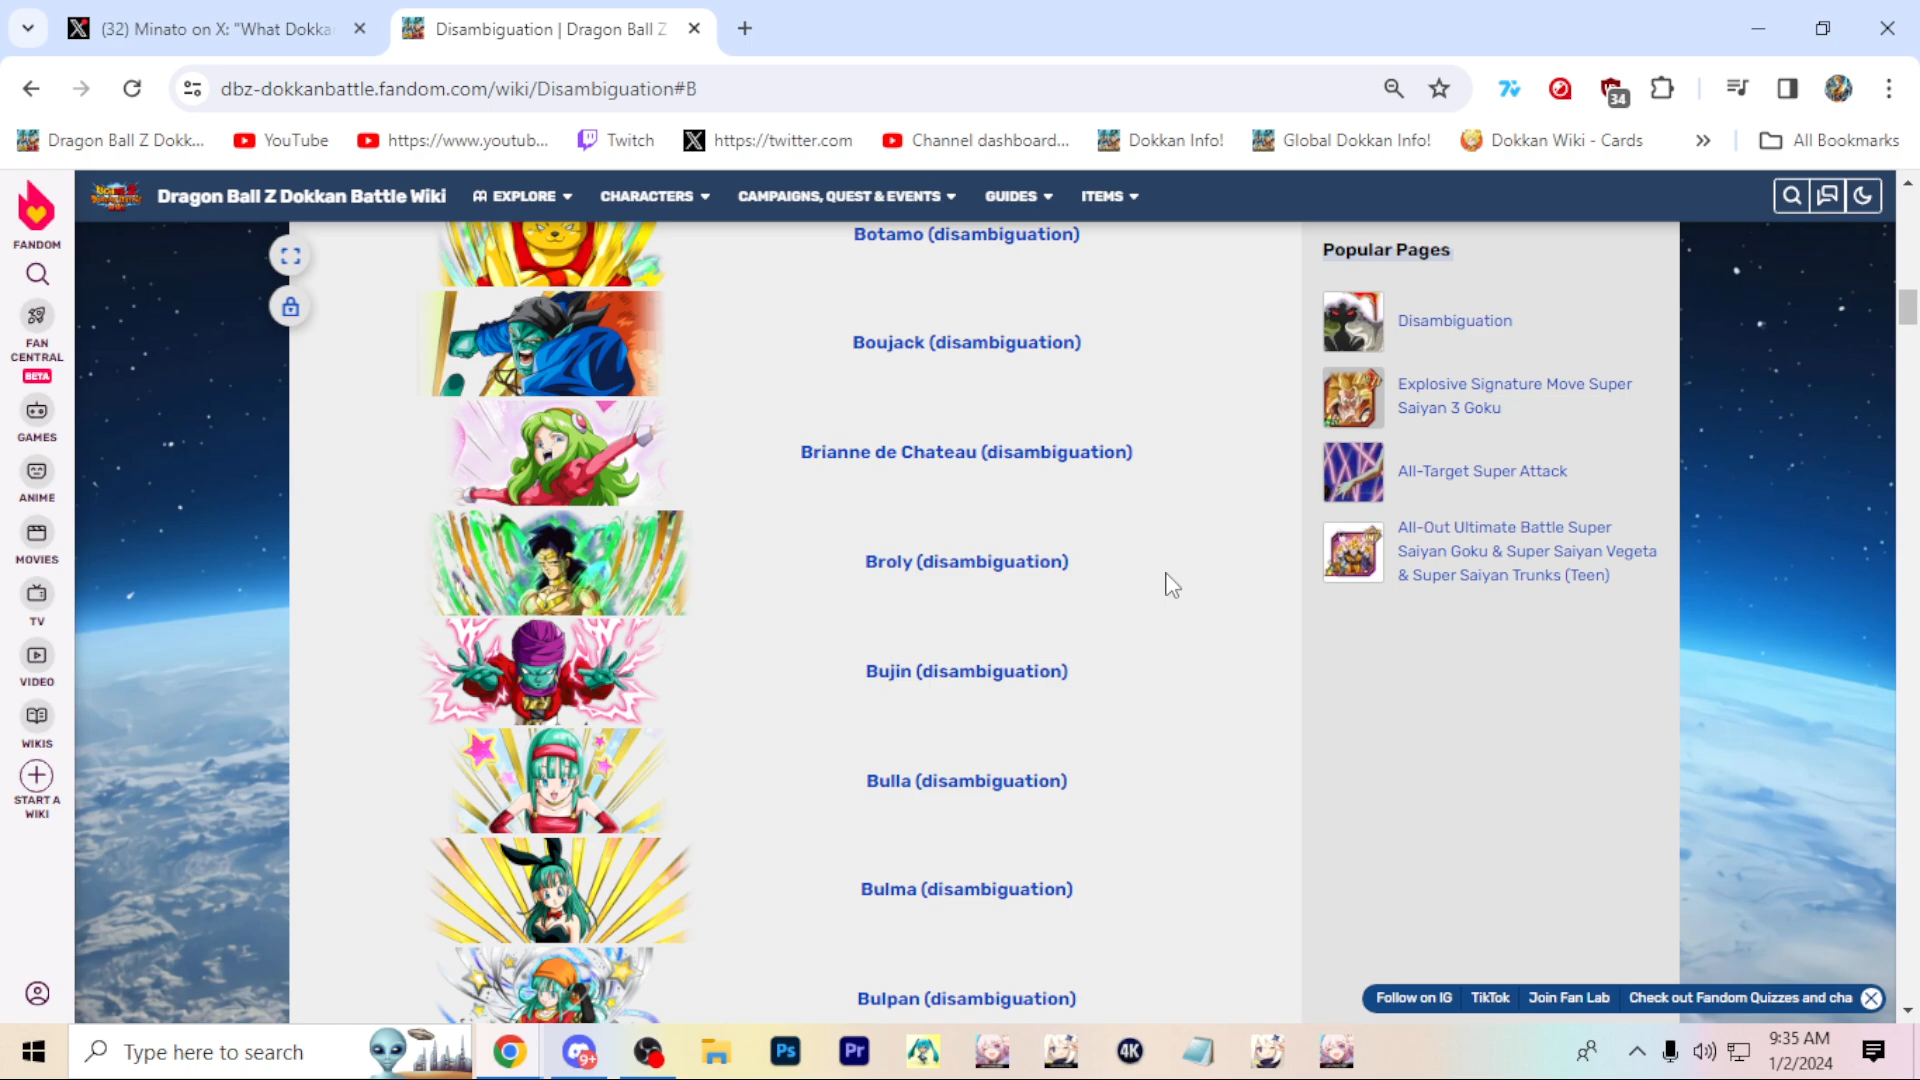 (32) Minato on X: "What Dokka
Disambiguation | Dragon Ball Z
dbz-dokkanbattle.fandom.com/wiki/Disambiguation#B
34
Dragon Ball Z Dokk...
YouTube
https://www.youtub...
Twitch
https://twitter.com
Channel dashboard...
Dokkan Info!
Global Dokkan Info!
Dokkan Wiki - Cards
All Bookmarks
Dragon Ball Z Dokkan Battle Wiki
EXPLORE
CHARACTERS
CAMPAIGNS, QUEST & EVENTS
GUIDES
ITEMS
FANDOM
FAN
CENTRAL
BETA
GAMES
ANIME
MOVIES
TV
VIDEO
WIKIS
START A
WIKI
Botamo (disambiguation)
Boujack (disambiguation)
Brianne de Chateau (disambiguation)
Broly (disambiguation)
Bujin (disambiguation)
Bulla (disambiguation)
Bulma (disambiguation)
Bulpan (disambiguation)
Popular Pages
Disambiguation
Explosive Signature Move Super
Saiyan 3 Goku
All-Target Super Attack
All-Out Ultimate Battle Super
Saiyan Goku & Super Saiyan Vegeta
& Super Saiyan Trunks (Teen)
Follow on IG
TikTok
Join Fan Lab
Check out Fandom Quizzes and cha
Type here to search
9+
Ps
Pr
4K
9:35 AM
1/2/2024